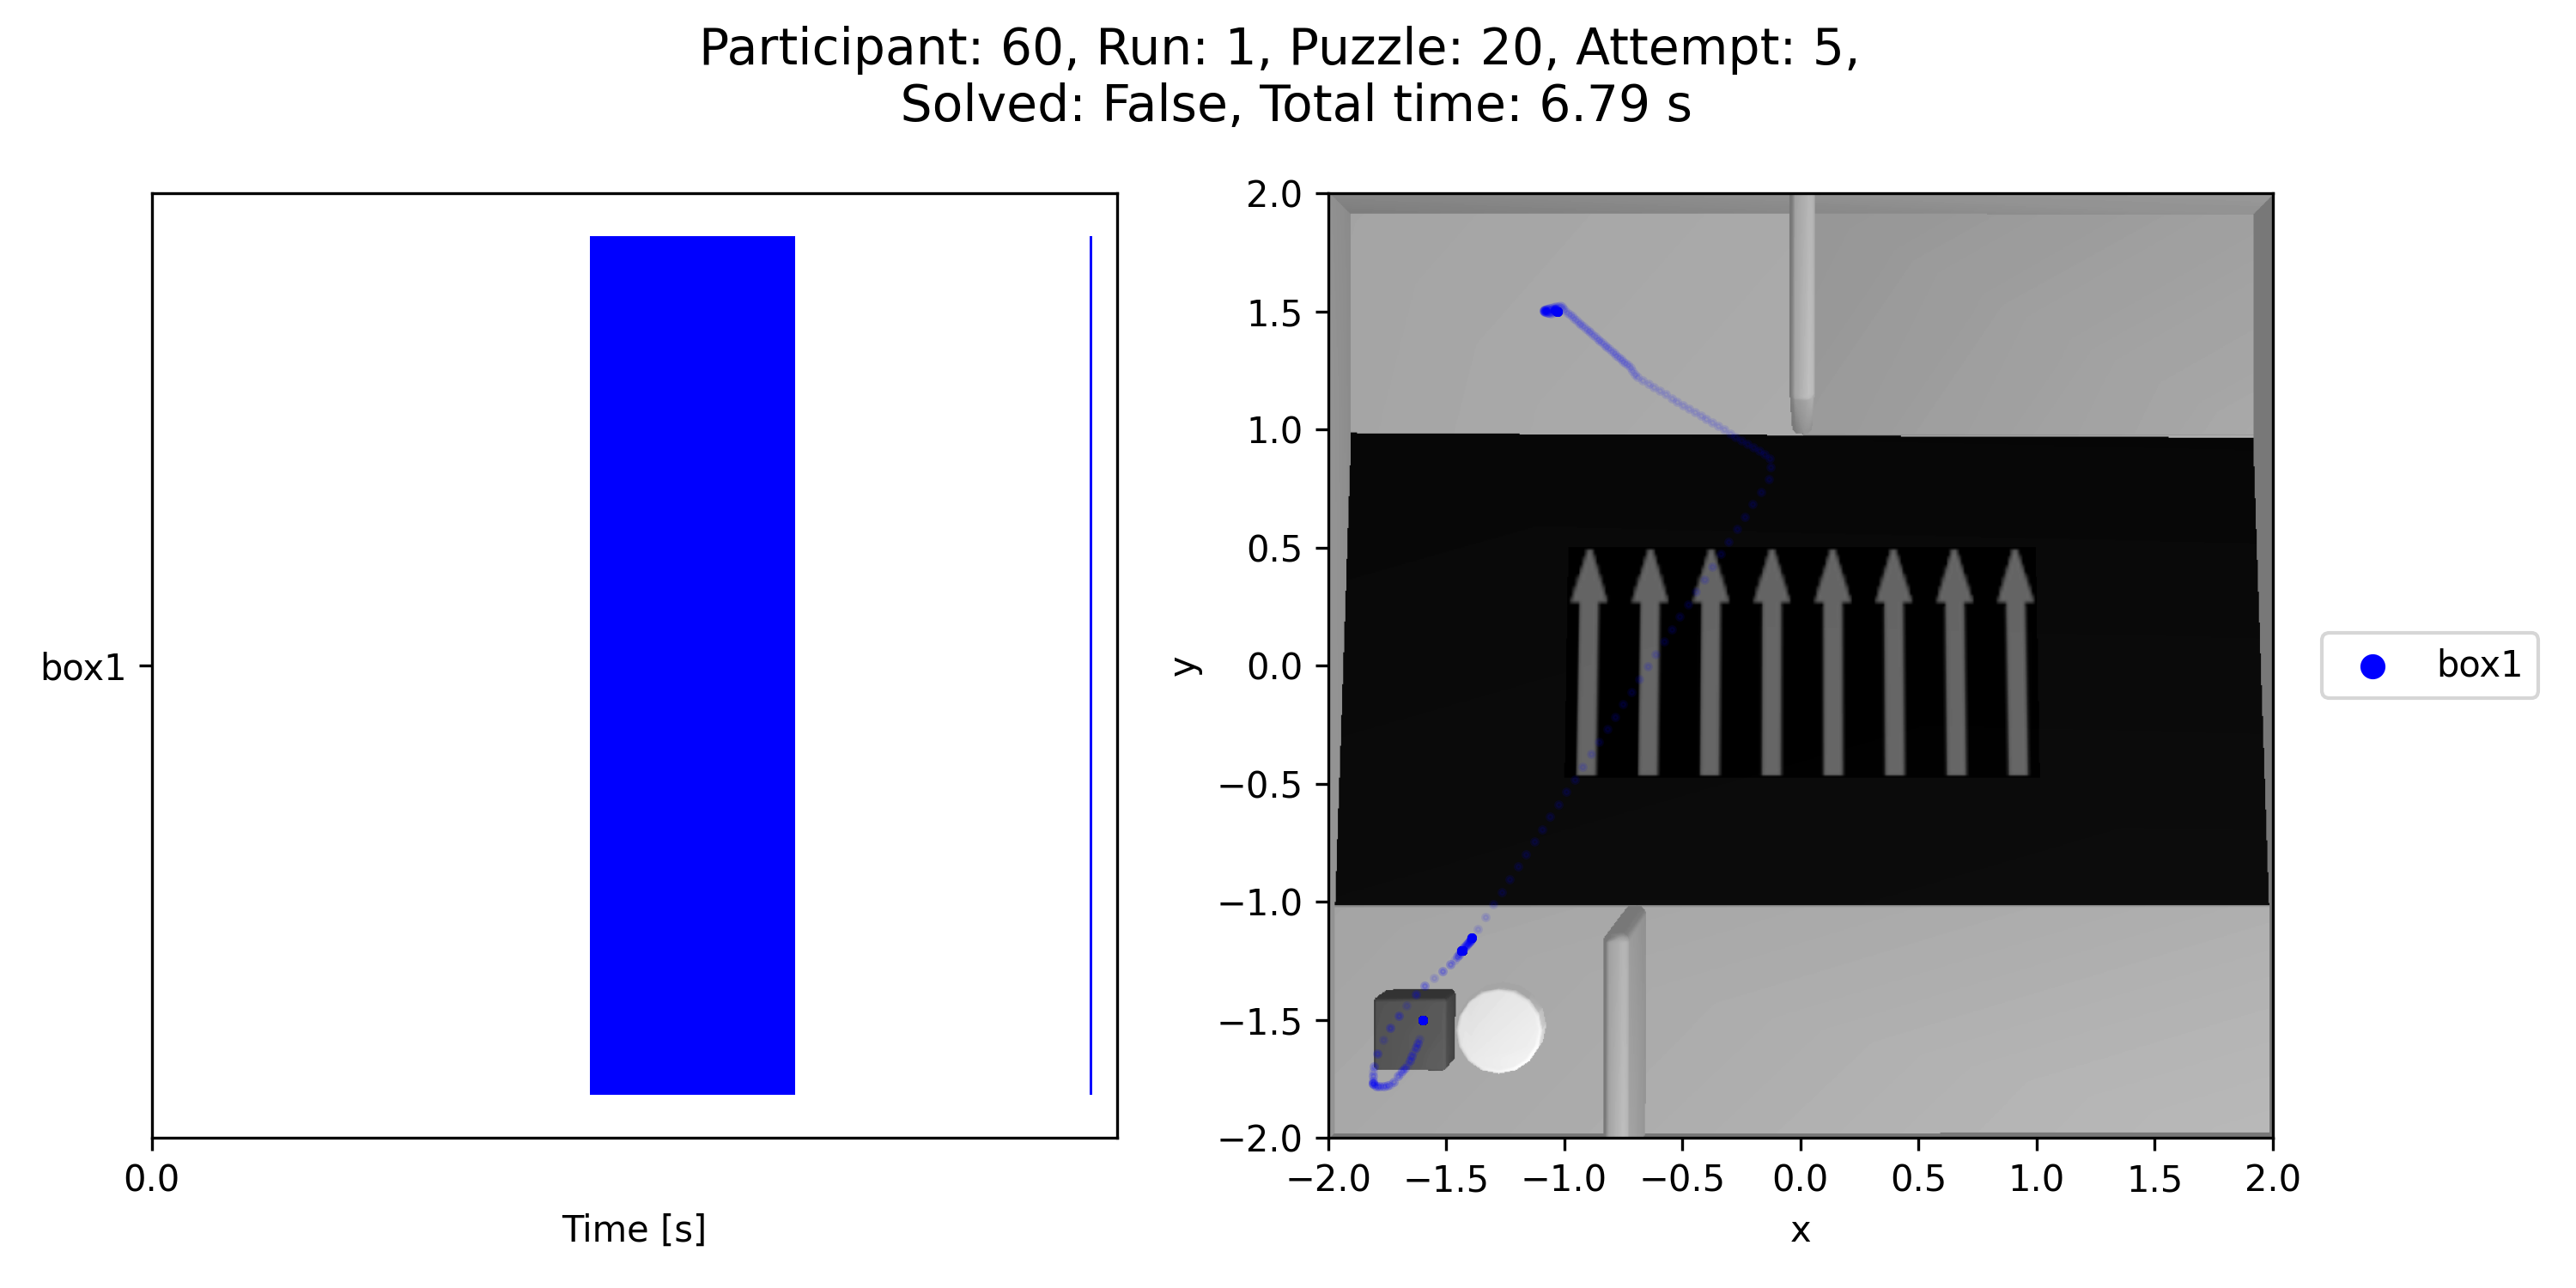 Participant: 60, Run: 1, Puzzle: 20, Attempt: 5,
Solved: False, Total time: 6.79 s
box1
0.0
Time [s]
2.0
1.5
1.0
0.5
0.0
−0.5
−1.0
−1.5
−2.0
y
−2.0 −1.5 −1.0 −0.5 0.0 0.5 1.0 1.5 2.0
x
box1